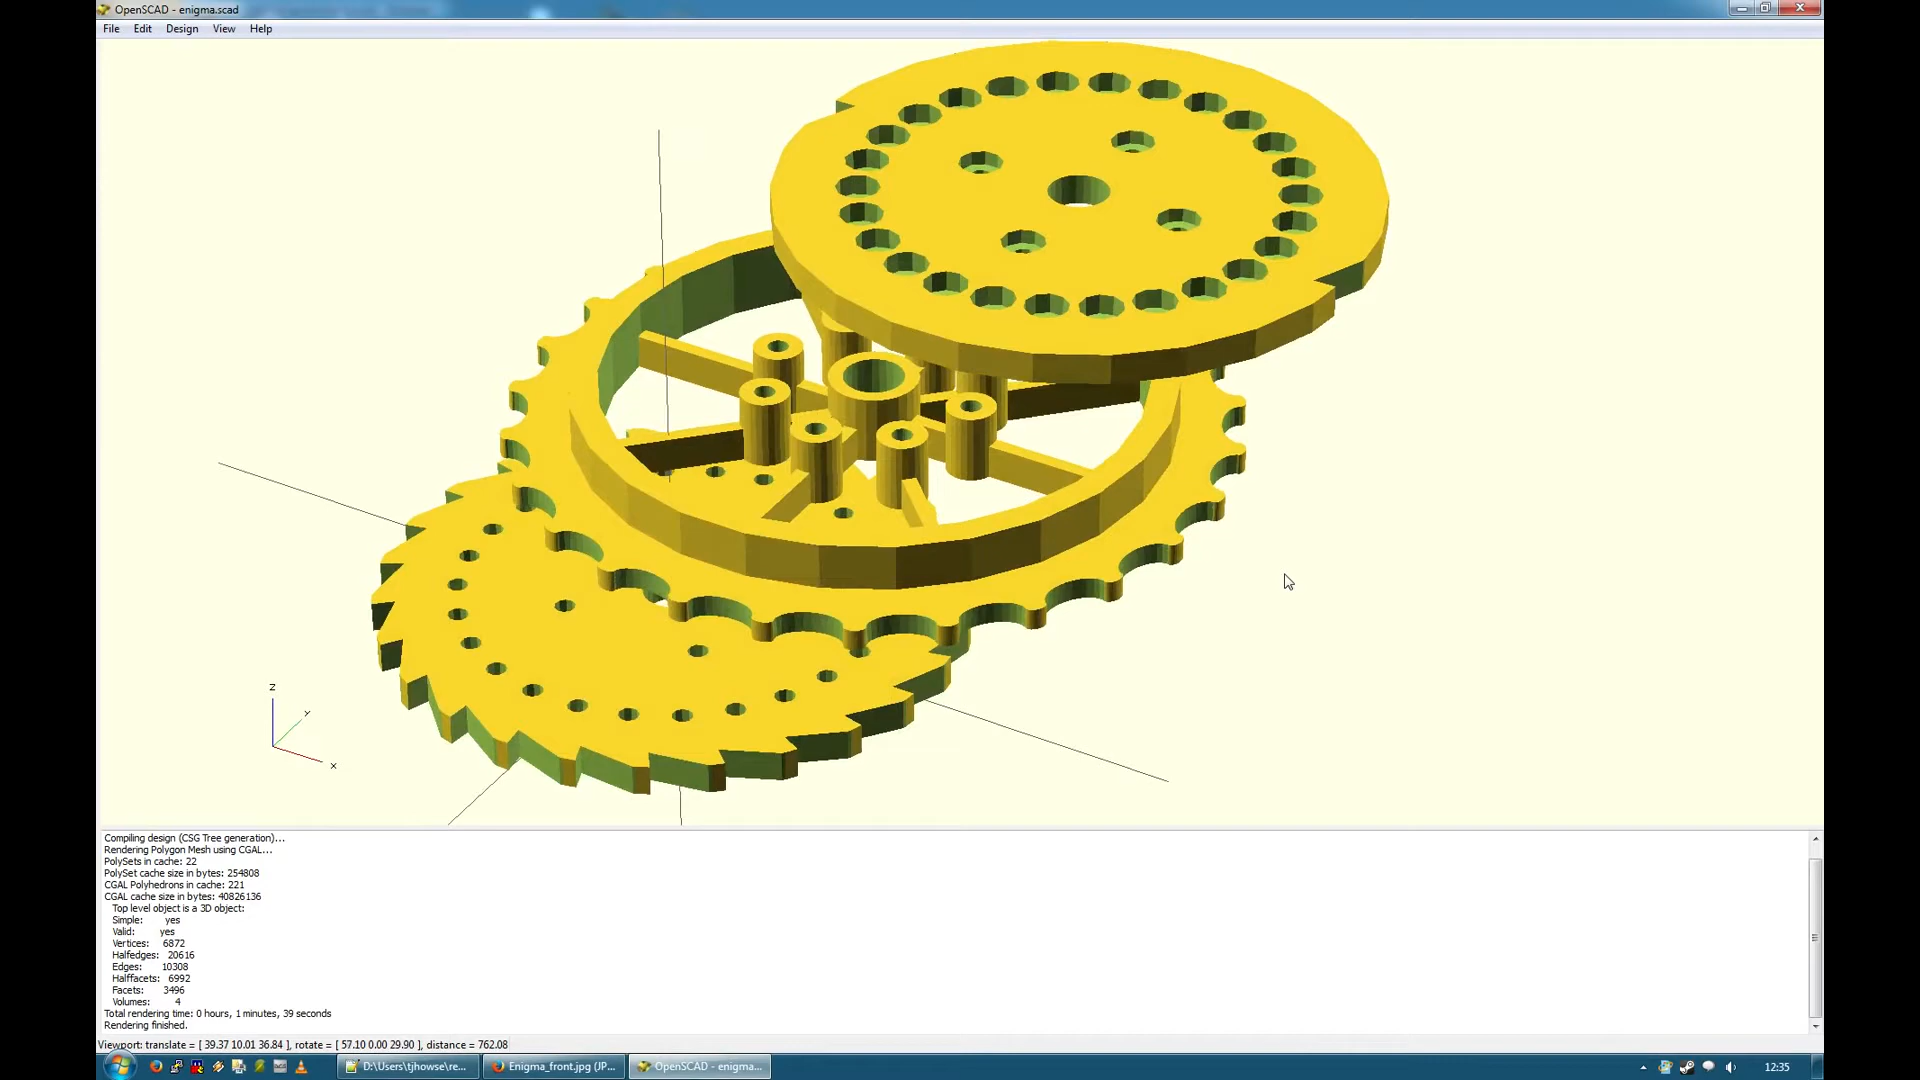 OpenSCAD - enigma.scad
File Edit Design View Help
Z
Y
X
Compiling design (CSG Tree generation)...
Rendering Polygon Mesh using CGAL...
PolySets in cache: 22
PolySet cache size in bytes: 254808
CGAL Polyhedrons in cache: 221
CGAL cache size in bytes: 40826136
Top level object is a 3D object:
Simple: yes
Valid: yes
Vertices: 6872
Halfedges: 20616
Edges: 10308
Halffacets: 6992
Facets: 3496
Volumes: 4
Total rendering time: 0 hours, 1 minutes, 39 seconds
Rendering finished.
Viewport: translate = [ 39.37 10.01 36.84 ], rotate = [ 57.10 0.00 29.90 ], distance = 762.08
D:\Users\tjhowse\re... Enigma_front.jpg (JP... OpenSCAD - enigma... 12:35